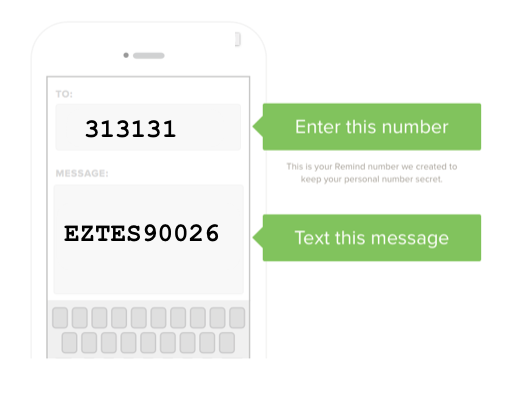 TO:
313131
Enter this number
This is your Remind number we created to
keep your personal number secret.
MESSAGE:
EZTES90026
Text this message